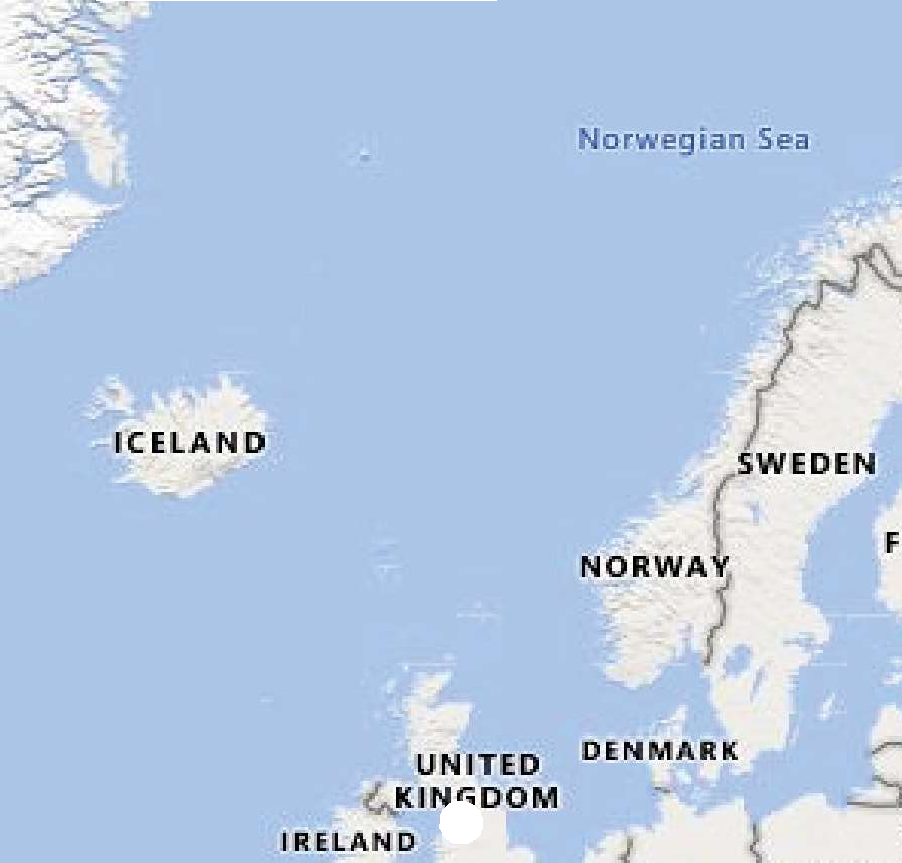 Norwegian Sea
ICELAND
SWEDEN
F
NORWAY
DENMARK
UNITED
KINGDOM
IRELAND